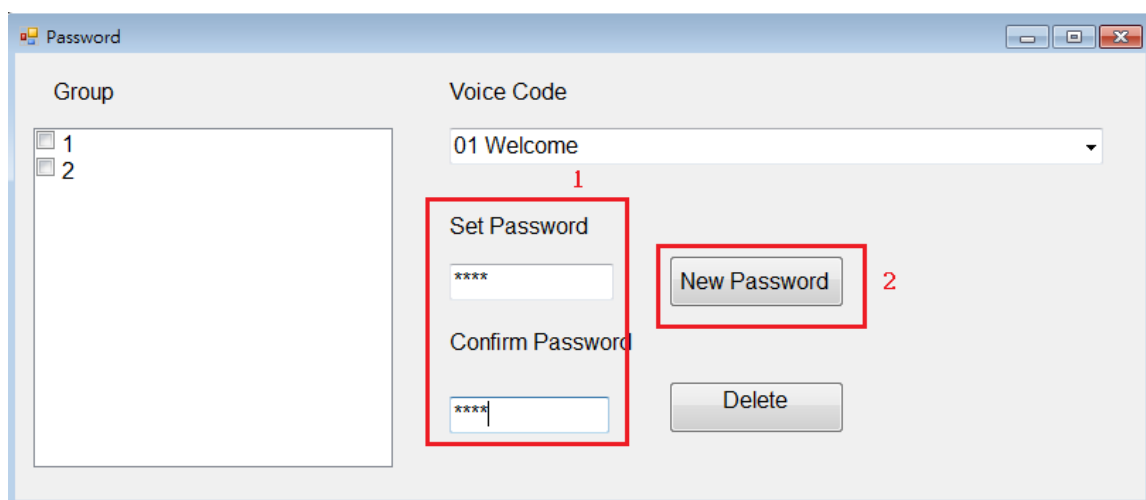 Password
Group
Voice Code
1
2
01 Welcome
1
Set Password
****
New Password
2
Confirm Password
****
Delete